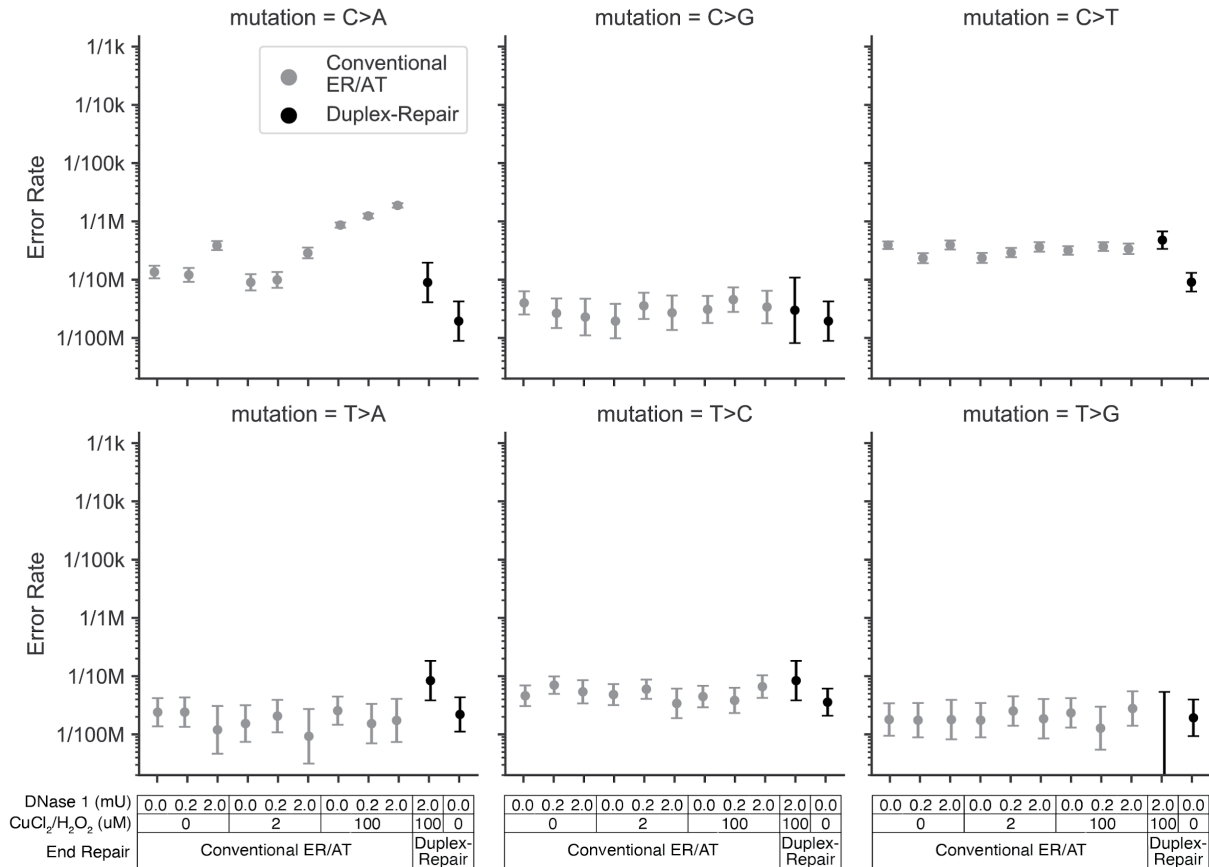 mutation = C>A
mutation = C>G
mutation = C>T
Error Rate
1/1k
1/10k
1/100k
1/1M
1/10M
1/100M
Conventional
ER/AT
Duplex-Repair
mutation = T>A
mutation = T>C
mutation = T>G
Error Rate
1/1k
1/10k
1/100k
1/1M
1/10M
1/100M
DNase 1 (mU) 0.0 0.2 2.0 0.0 0.2 2.0 0.0 0.2 2.0 2.0 0.0 0.0 0.2 2.0 0.0 0.2 2.0 0.0 0.2 2.0 2.0 0.0 0.0 0.2 2.0 0.0 0.2 2.0 0.0 0.2 2.0 2.0 0.0
CuCl₂/H₂O₂ (uM) 0 2 100 100 0 0 2 100 100 0 0 2 100 100 0
End Repair Conventional ER/AT Duplex-Repair Conventional ER/AT Duplex-Repair Conventional ER/AT Duplex-Repair